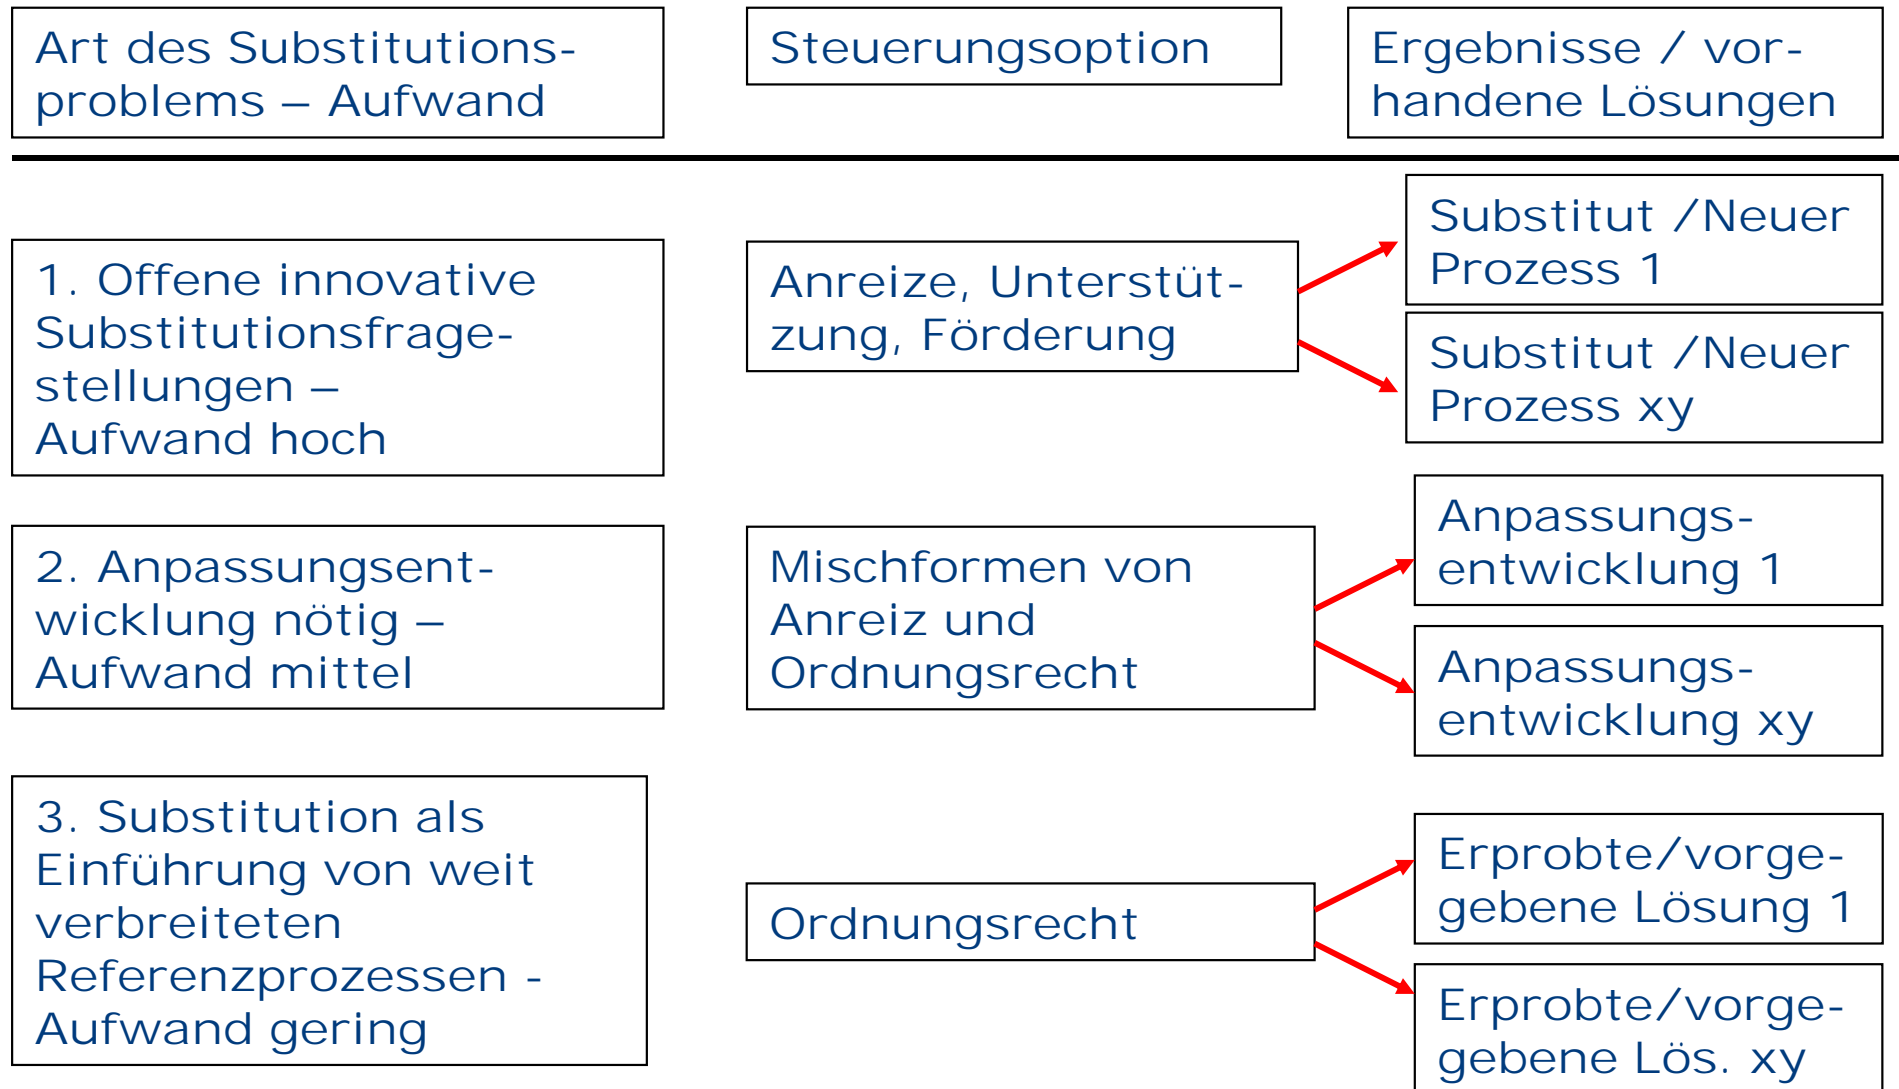 Art des Substitutions-
problems – Aufwand
Steuerungsoption
Ergebnisse / vor-
handene Lösungen
1. Offene innovative
Substitutionsfrage-
stellungen –
Aufwand hoch
Anreize, Unterstüt-
zung, Förderung
Substitut /Neuer
Prozess 1
Substitut /Neuer
Prozess xy
2. Anpassungsent-
wicklung nötig –
Aufwand mittel
Mischformen von
Anreiz und
Ordnungsrecht
Anpassungs-
entwicklung 1
Anpassungs-
entwicklung xy
3. Substitution als
Einführung von weit
verbreiteten
Referenzprozessen -
Aufwand gering
Ordnungsrecht
Erprobte/vorge-
gebene Lösung 1
Erprobte/vorge-
gebene Lös. xy